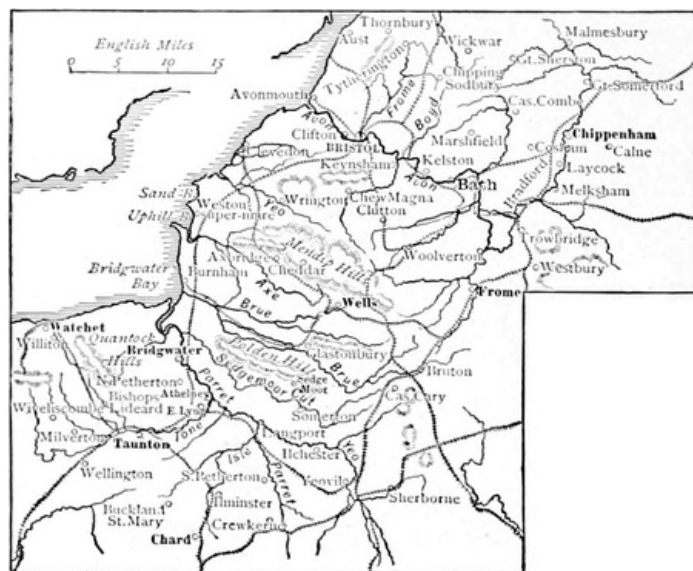 English Miles
0 5 10 15
Thornbury
Aust
Tytherington
Wickwar
Malmesbury
Gt. Sherston
Chipping
Sodbury
Gt. Somerford
Avonmouth
Frome
Boyd
Cas. Combe
Avon
Clifton
BRISTOL
Marshfield
Chippenham
Corsham
Calne
Clevedon
Keynsham
Kelston
Laycock
Avon
Bath
Bradford
Melksham
Sand B.
Uphill B.
Weston
super-mare
Yeo
Wrington
Chew Magna
Clutton
Trowbridge
Westbury
Mendip Hills
Woolverton
Axbridge
Cheddar
Bridgwater
Bay
Burnham
Axe
Wells
Frome
Brue
Watchet
Williton
Quantock
Hills
Bridgwater
Polden Hills
Glastonbury
Brue
Bruton
N. Petherton
Sedgemoor Cut
Sedge
Moor
Cas. Cary
Bishops
Lideard
Athelney
E. Lyng
Parret
Somerton
Wiveliscombe
Milverton
Taunton
Tone
Langport
Yeo
Ilchester
Wellington
Isle
S. Petherton
Parret
Yeovil
Sherborne
Buckland
St. Mary
Ilminster
Crewkerne
Chard